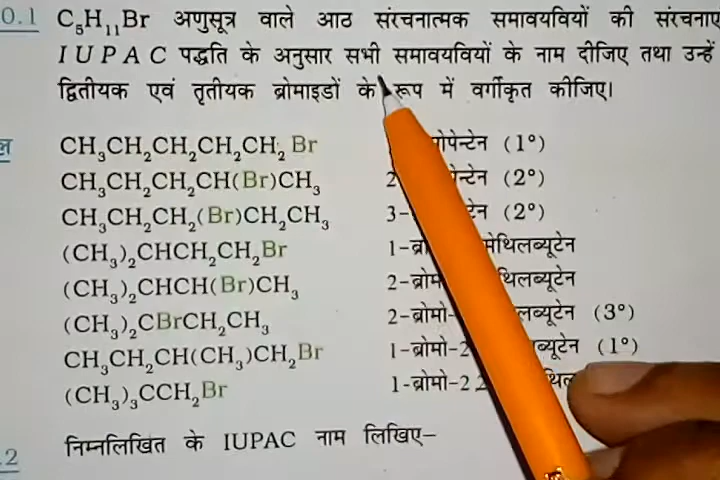 0.1 C₅H₁₁Br अणुसूत्र वाले आठ संरचनात्मक समावयवियों की संरचनाए
IUPAC पद्धति के अनुसार सभी समावयवियों के नाम दीजिए तथा उन्हें
द्वितीयक एवं तृतीयक ब्रोमाइडों के रूप में वर्गीकृत कीजिए।
ल CH₃CH₂CH₂CH₂CH₂Br (1°)
CH₃CH₂CH₂CH(Br)CH₃ 2 (2°)
CH₃CH₂CH₂(Br)CH₂CH₃ 3- (2°)
(CH₃)₂CHCH₂CH₂Br 1-ब्रो मेथिलब्यूटेन
(CH₃)₂CHCH(Br)CH₃ 2-ब्रोम थिलब्यूटेन
(CH₃)₂CBrCH₂CH₃ 2-ब्रोमो- लब्यूटेन (3°)
CH₃CH₂CH(CH₃)CH₂Br 1-ब्रोमो-2 ब्यूटेन (1°)
(CH₃)₃CCH₂Br 1-ब्रोमो-2,2 थिल
.2 निम्नलिखित के IUPAC नाम लिखिए–